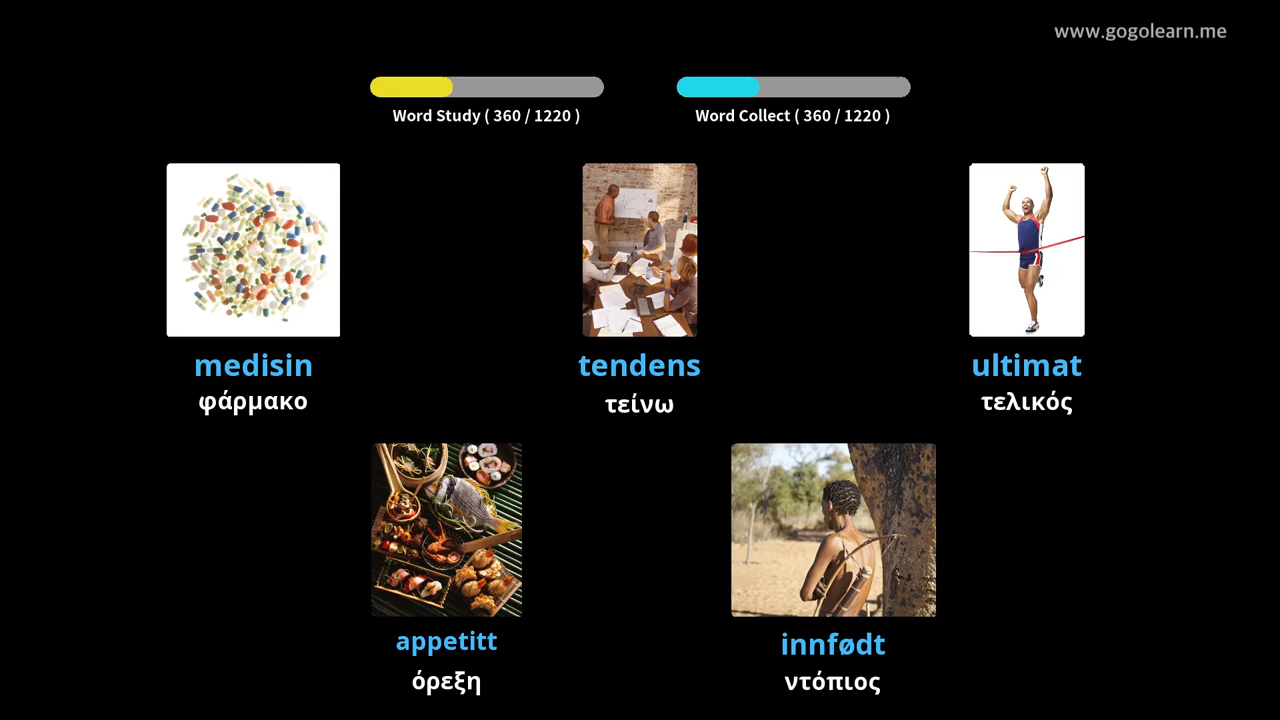 www.gogolearn.me
Word Study ( 360 / 1220 )
Word Collect ( 360 / 1220 )
medisin
φάρμακο
tendens
τείνω
ultimat
τελικός
appetitt
όρεξη
innfødt
ντόπιος